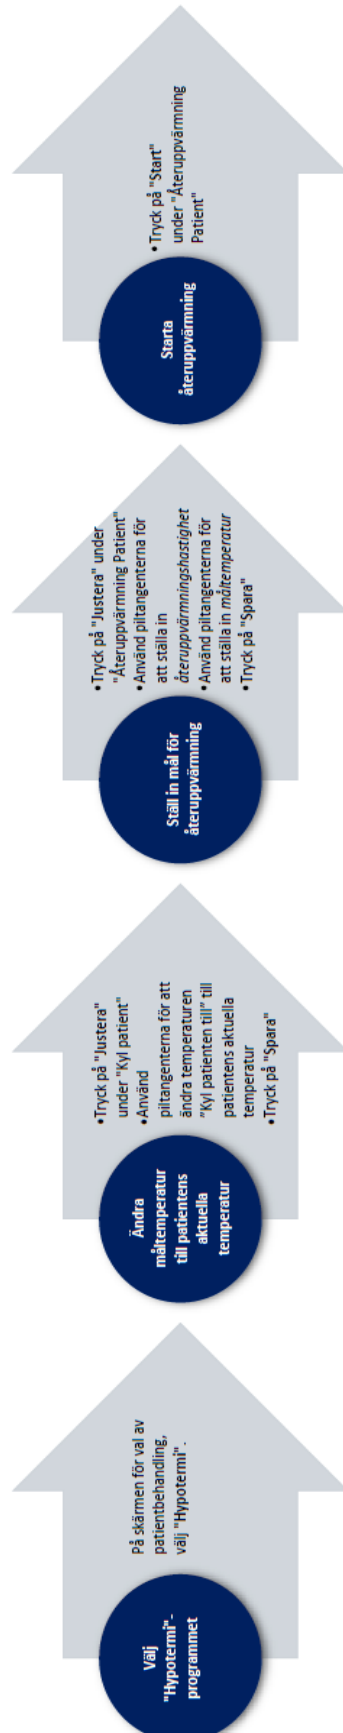 Välj
"Hypotermi"-
programmet
På skärmen för val av
patientbehandling,
välj "Hypotermi".
Ändra
måltemperatur
till patientens
aktuella
temperatur
•Tryck på "Justera"
under "Kyl patient"
•Använd
piltangenterna för att
ändra temperaturen
"Kyl patienten till" till
patientens aktuella
temperatur
•Tryck på "Spara"
Ställ in mål för
återuppvärmning
•Tryck på "Justera" under
"Återuppvärmning Patient"
•Använd piltangenterna för
att ställa in
återuppvärmningshastighet
•Använd piltangenterna för
att ställa in måltemperatur
•Tryck på "Spara"
Starta
återuppvärmning
•Tryck på "Start"
under "Återuppvärmning
Patient"